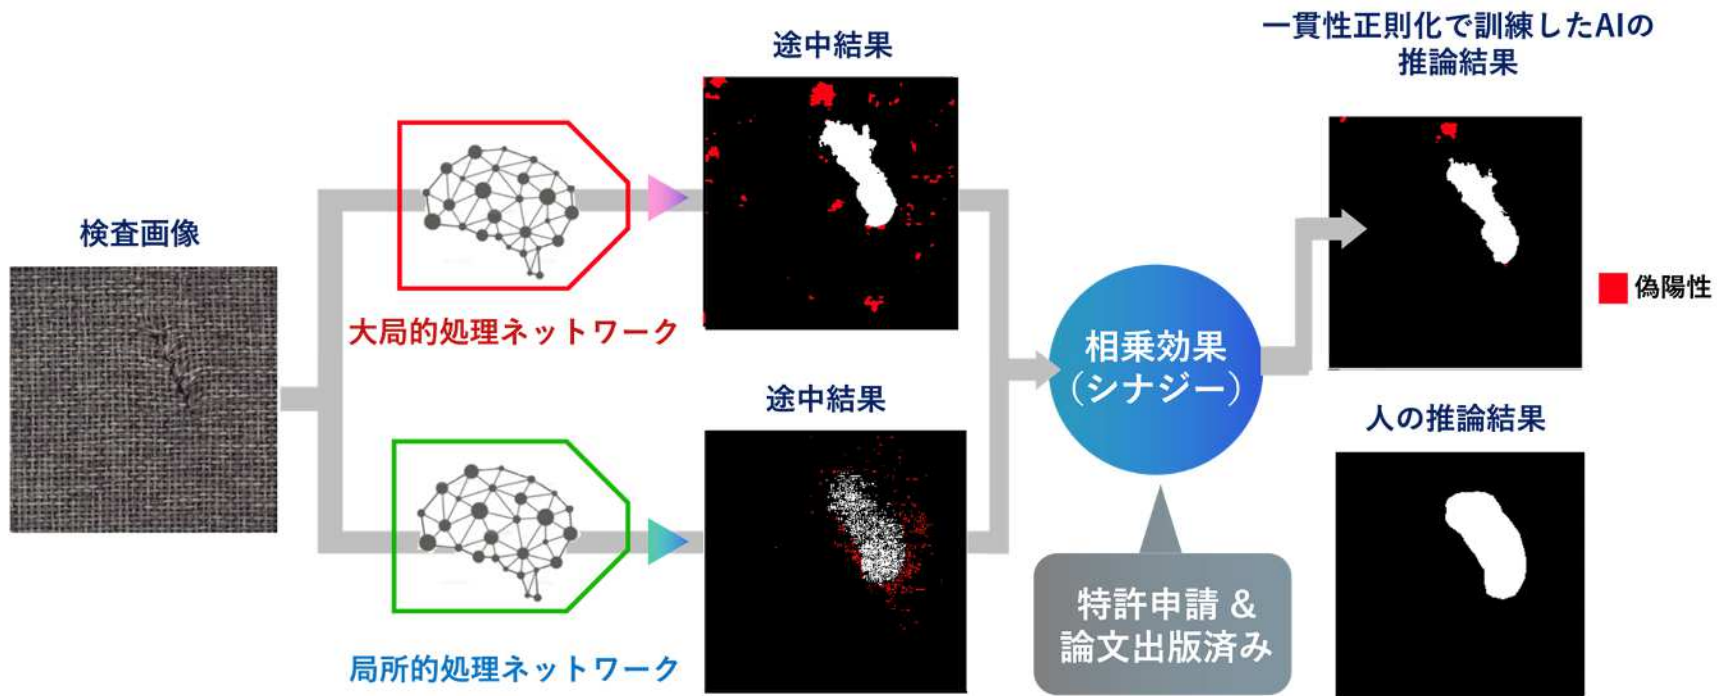 検査画像
大局的処理ネットワーク
局所的処理ネットワーク
途中結果
途中結果
相乗効果
（シナジー）
特許申請 &
論文出版済み
一貫性正則化で訓練したAIの
推論結果
偽陽性
人の推論結果